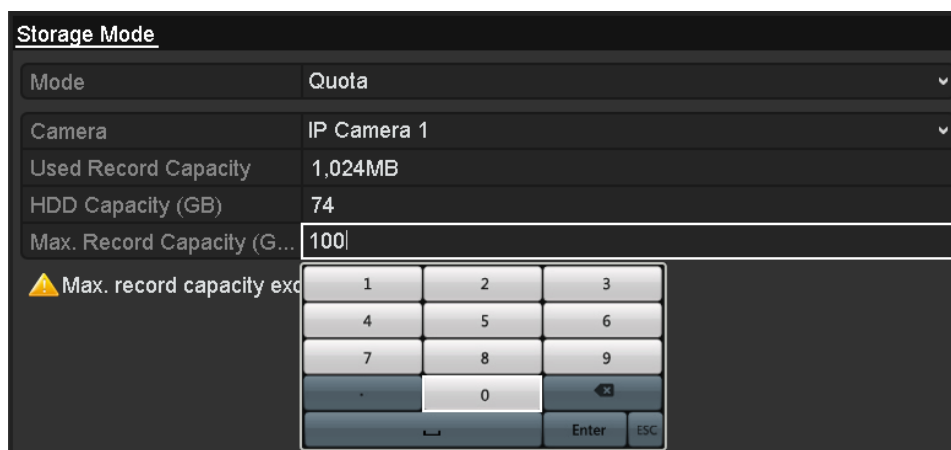 Storage Mode
Mode Quota
Camera IP Camera 1
Used Record Capacity 1,024MB
HDD Capacity (GB) 74
Max. Record Capacity (G... 100
Max. record capacity
1 2 3
4 5 6
7 8 9
. 0
Enter ESC